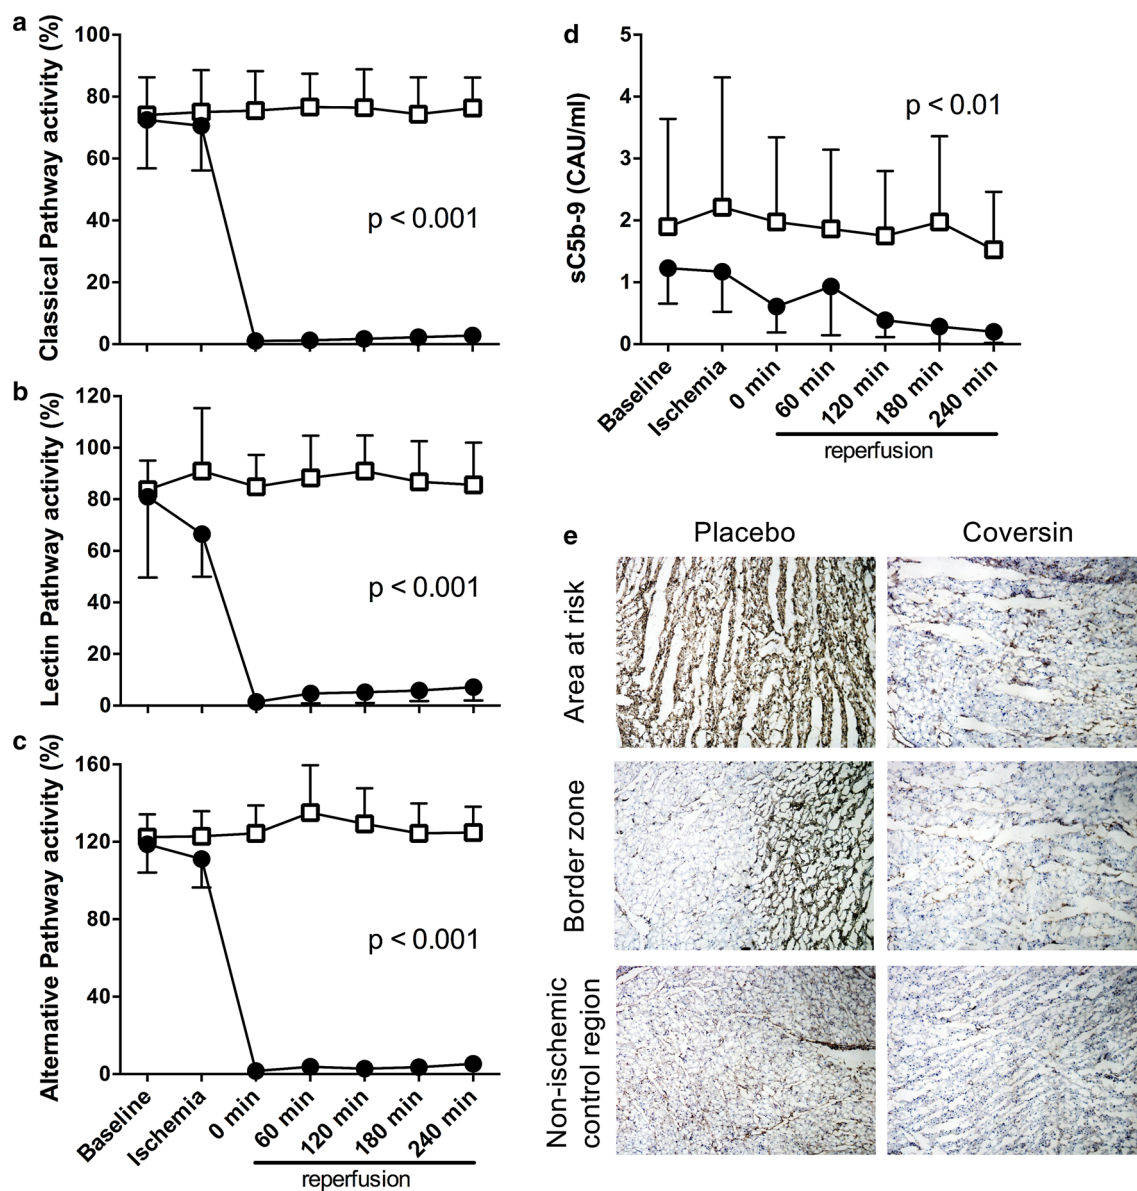 a
Classical Pathway activity (%)
100
80
60
40
20
0
p < 0.001
b
Lectin Pathway activity (%)
120
100
80
60
40
20
0
p < 0.001
c
Alternative Pathway activity (%)
160
120
80
40
0
p < 0.001
Baseline
Ischemia
0 min
60 min
120 min
180 min
240 min
reperfusion
d
sC5b-9 (CAU/ml)
5
4
3
2
1
0
p < 0.01
Baseline
Ischemia
0 min
60 min
120 min
180 min
240 min
reperfusion
e
Placebo
Coversin
Area at risk
Border zone
Non-ischemic
control region